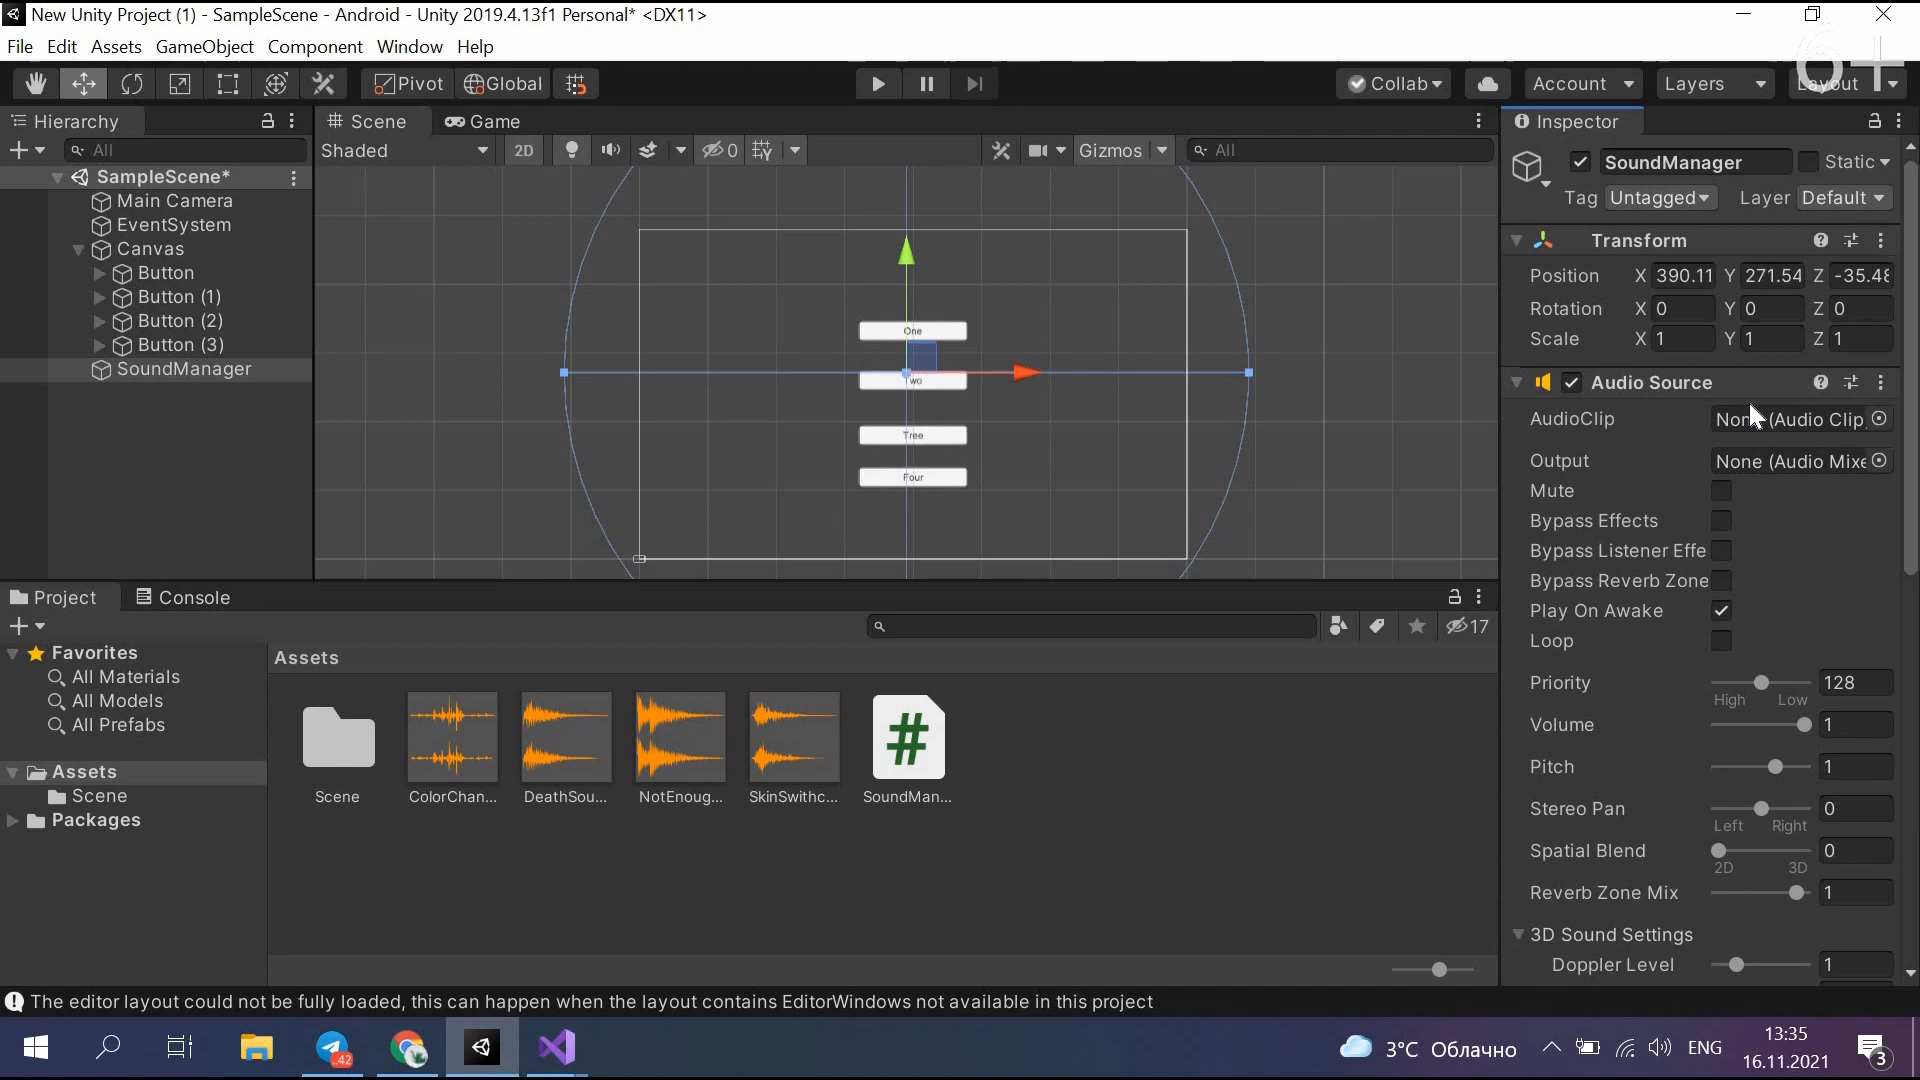 New Unity Project (1) - SampleScene - Android - Unity 2019.4.13f1 Personal* <DX11>
File Edit Assets GameObject Component Window Help
6+
Pivot Global Collab Account Layers Layout
Hierarchy
All
SampleScene*
Main Camera
EventSystem
Canvas
Button
Button (1)
Button (2)
Button (3)
SoundManager
Scene Game
Shaded 2D 0 Gizmos All
One
Two
Tree
Four
Inspector
SoundManager Static
Tag Untagged Layer Default
Transform
Position X 390.11 Y 271.54 Z -35.48
Rotation X 0 Y 0 Z 0
Scale X 1 Y 1 Z 1
Audio Source
AudioClip None (Audio Clip
Output None (Audio Mixe
Mute
Bypass Effects
Bypass Listener Effe
Bypass Reverb Zone
Play On Awake
Loop
Priority 128
High Low
Volume 1
Pitch 1
Stereo Pan 0
Left Right
Spatial Blend 0
2D 3D
Reverb Zone Mix 1
3D Sound Settings
Doppler Level 1
Project Console
17
Favorites
All Materials
All Models
All Prefabs
Assets
Scene
Packages
Assets
Scene ColorChan... DeathSou... NotEnoug... SkinSwithc... SoundMan...
The editor layout could not be fully loaded, this can happen when the layout contains EditorWindows not available in this project
42
3°C Облачно ENG
13:35
16.11.2021
3